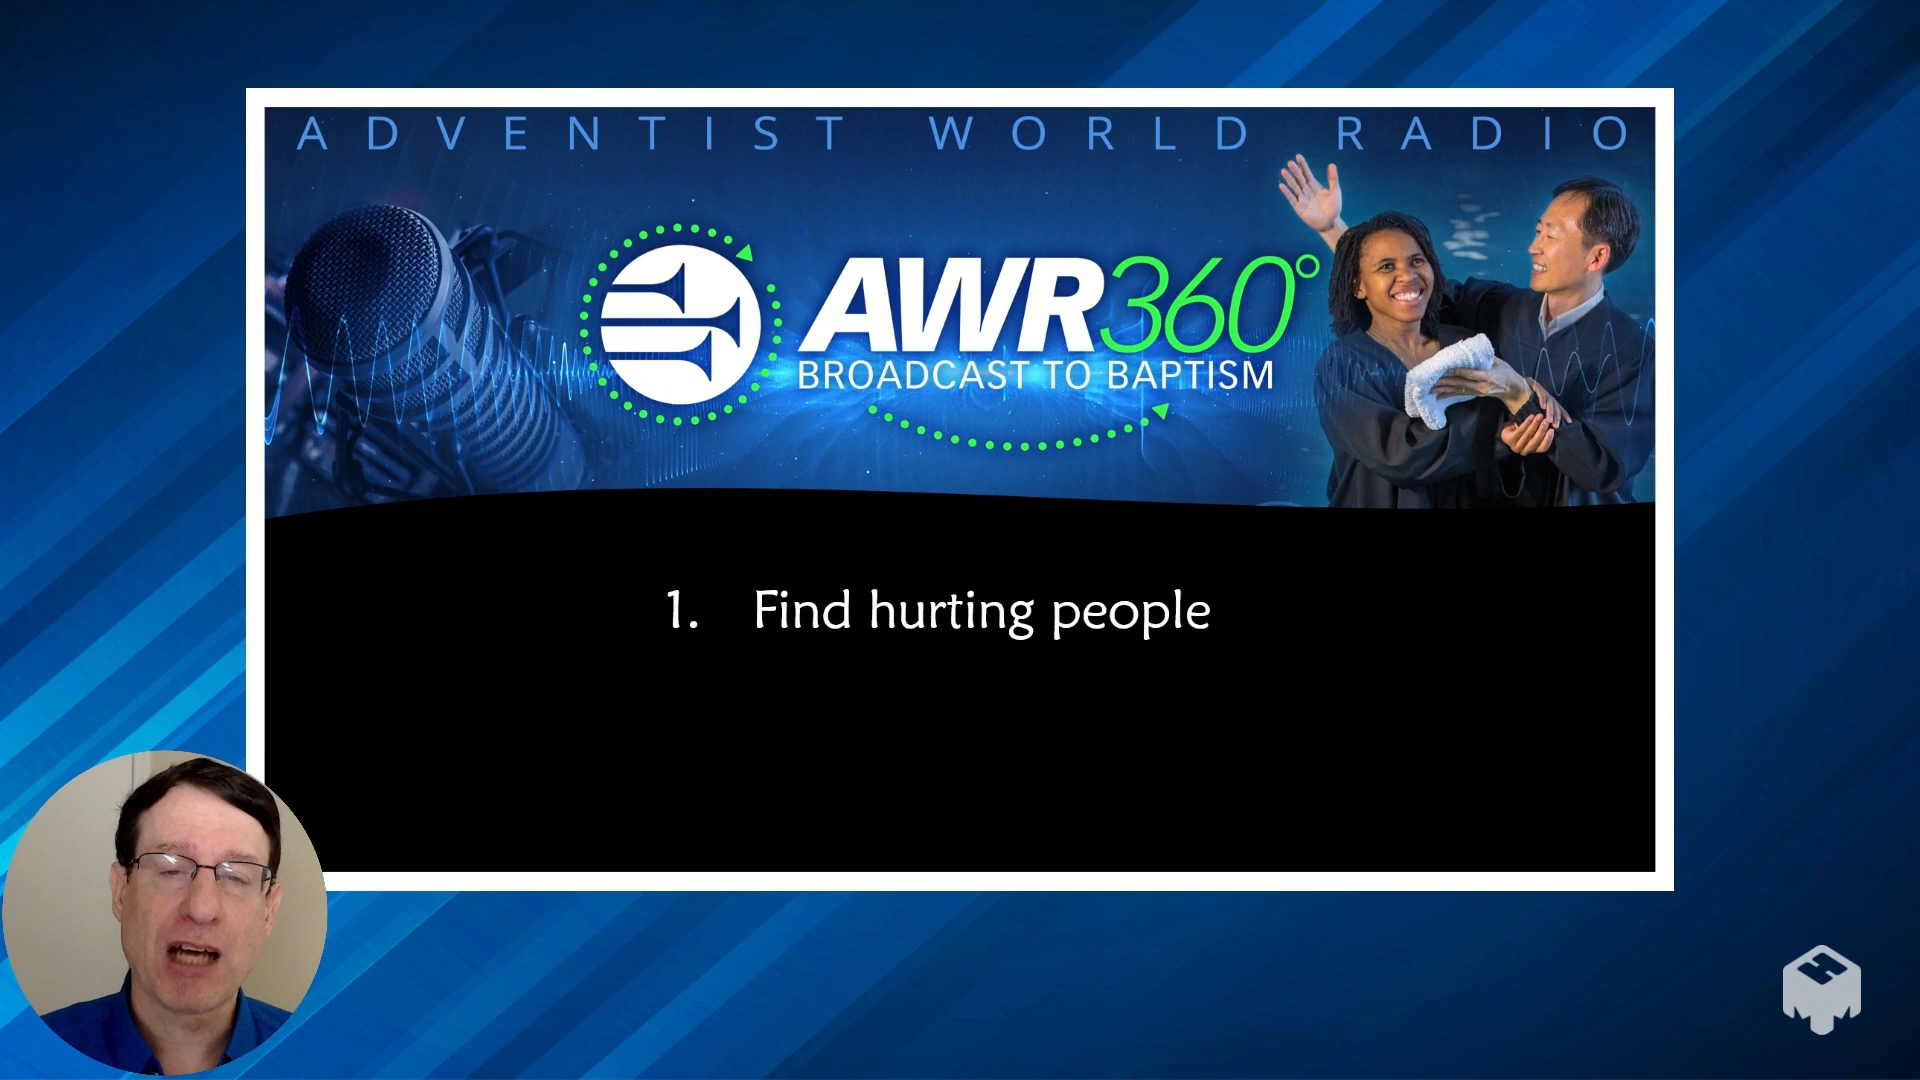 ADVENTIST WORLD RADIO
AWR360°
BROADCAST TO BAPTISM
1. Find hurting people